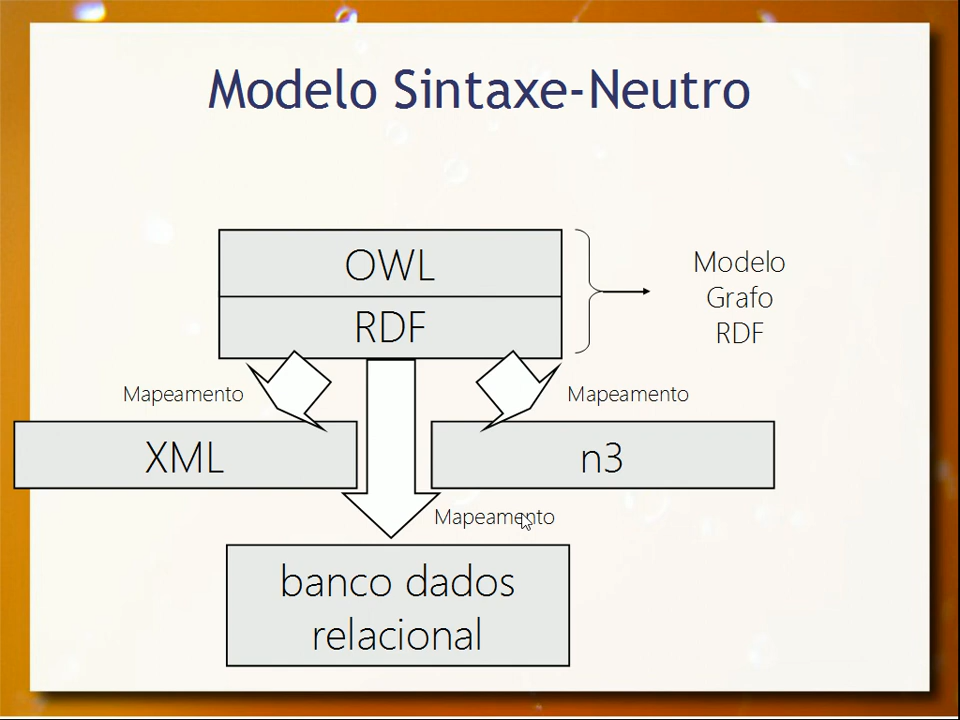 Modelo Sintaxe-Neutro
OWL
RDF
Modelo
Grafo
RDF
Mapeamento
Mapeamento
XML
n3
Mapeamento
banco dados
relacional